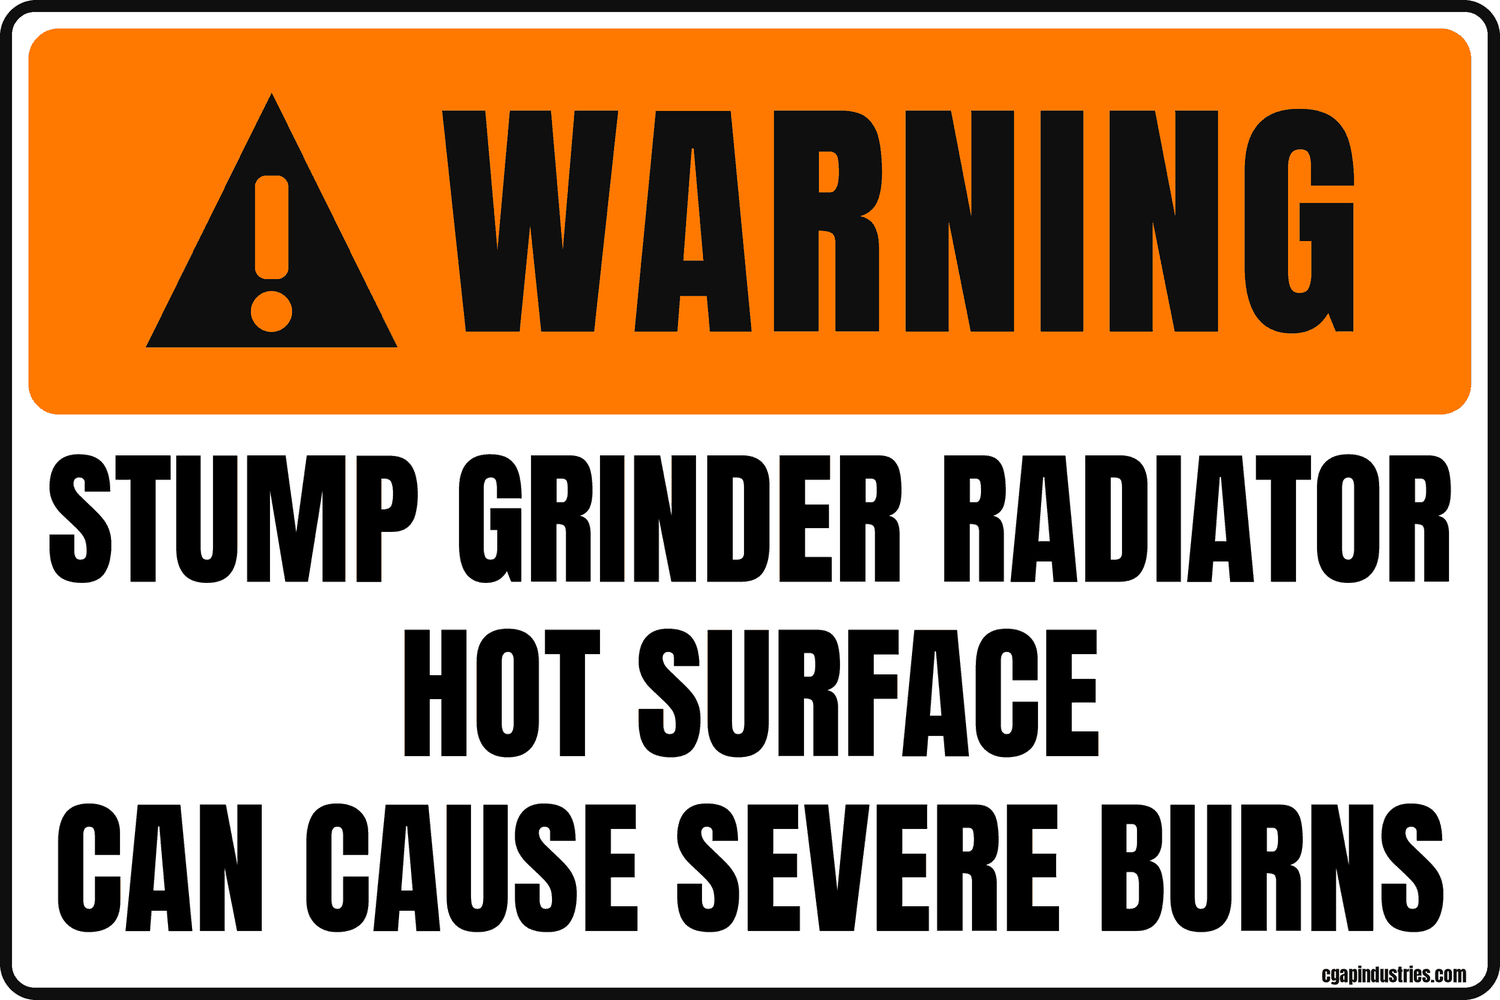 WARNING
STUMP GRINDER RADIATOR
HOT SURFACE
CAN CAUSE SEVERE BURNS
cgapindustries.com